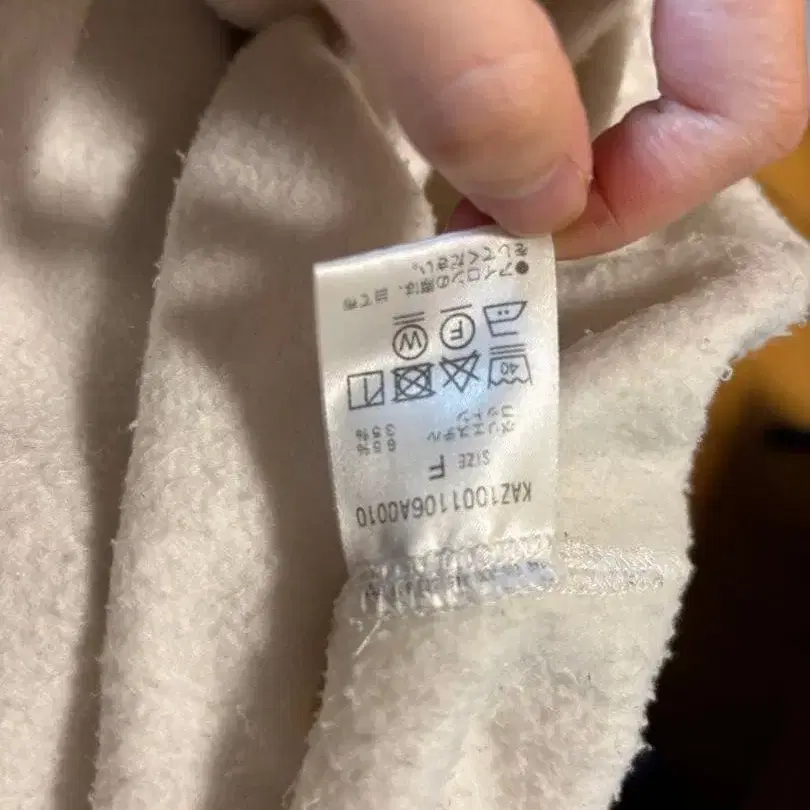 KAZ1001106A0010
SIZE F
ポリエステル 65%
コットン 35%
40
F W
●アイロンの際は、当て布
をしてください。